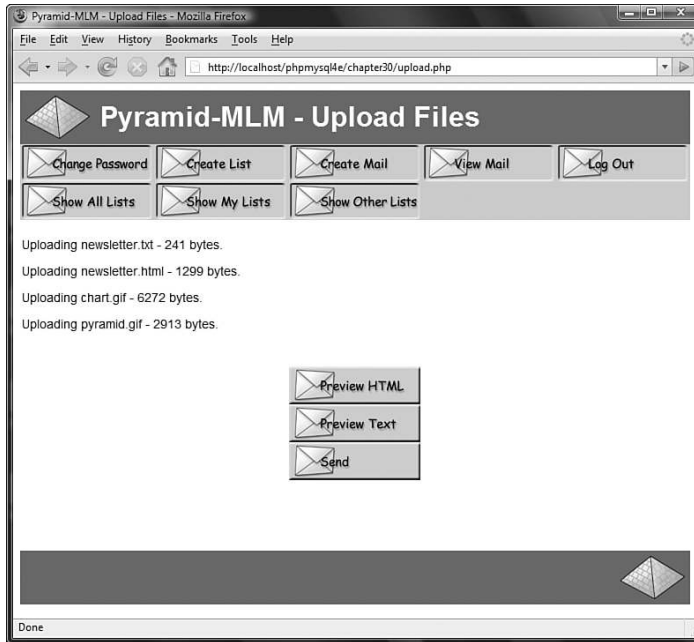 Pyramid-MLM - Upload Files - Mozilla Firefox
File Edit View History Bookmarks Tools Help
http://localhost/phpmysql4e/chapter30/upload.php
Pyramid-MLM - Upload Files
Change Password Create List Create Mail View Mail Log Out
Show All Lists Show My Lists Show Other Lists
Uploading newsletter.txt - 241 bytes.
Uploading newsletter.html - 1299 bytes.
Uploading chart.gif - 6272 bytes.
Uploading pyramid.gif - 2913 bytes.
Preview HTML
Preview Text
Send
Done